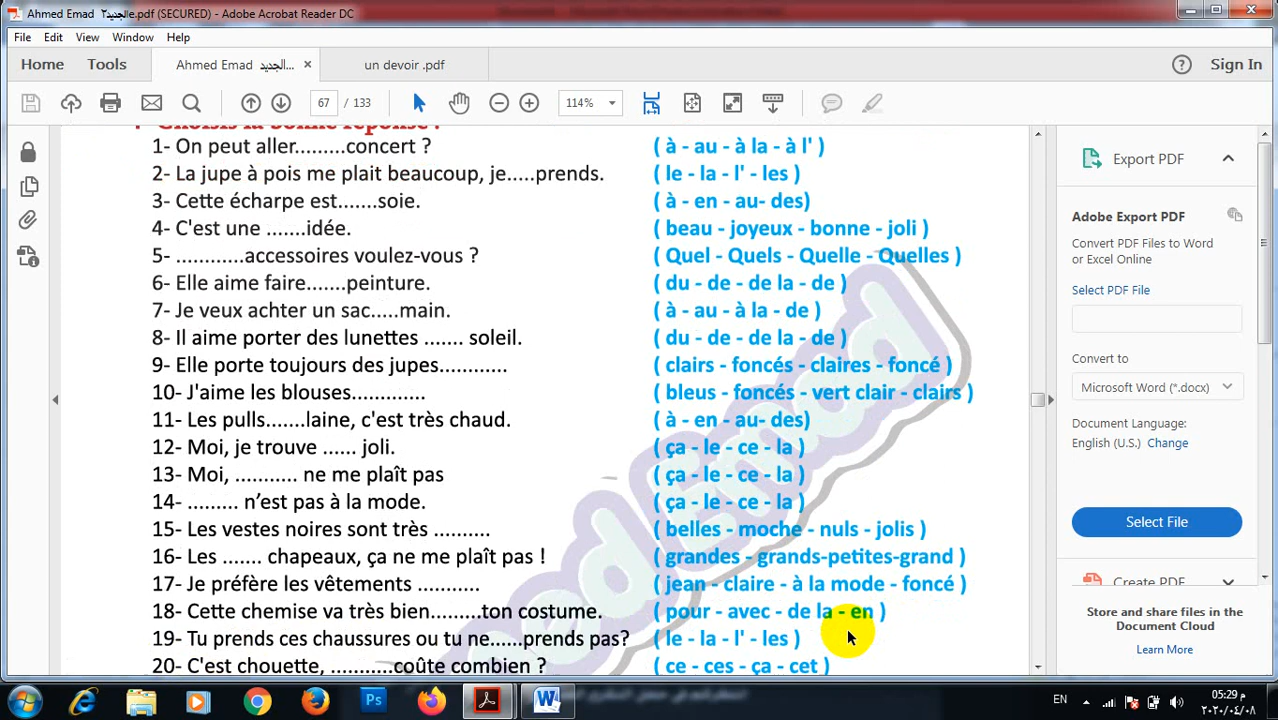 Ahmed Emad الجديد٢e.pdf (SECURED) - Adobe Acrobat Reader DC
File Edit View Window Help
Home Tools Ahmed Emad الجديد... × un devoir .pdf Sign In
67 / 133 114%
Choisis la bonne réponse :
1- On peut aller.........concert ? ( à - au - à la - à l' )
2- La jupe à pois me plait beaucoup, je.....prends. ( le - la - l' - les )
3- Cette écharpe est.......soie. ( à - en - au- des)
4- C'est une .......idée. ( beau - joyeux - bonne - joli )
5- ............accessoires voulez-vous ? ( Quel - Quels - Quelle - Quelles )
6- Elle aime faire.......peinture. ( du - de - de la - de )
7- Je veux achter un sac.....main. ( à - au - à la - de )
8- Il aime porter des lunettes ....... soleil. ( du - de - de la - de )
9- Elle porte toujours des jupes............ ( clairs - foncés - claires - foncé )
10- J'aime les blouses............. ( bleus - foncés - vert clair - clairs )
11- Les pulls.......laine, c'est très chaud. ( à - en - au- des)
12- Moi, je trouve ...... joli. ( ça - le - ce - la )
13- Moi, ........... ne me plaît pas ( ça - le - ce - la )
14- ......... n’est pas à la mode. ( ça - le - ce - la )
15- Les vestes noires sont très .......... ( belles - moche - nuls - jolis )
16- Les ....... chapeaux, ça ne me plaît pas ! ( grandes - grands-petites-grand )
17- Je préfère les vêtements ........... ( jean - claire - à la mode - foncé )
18- Cette chemise va très bien.........ton costume. ( pour - avec - de la - en )
19- Tu prends ces chaussures ou tu ne......prends pas? ( le - la - l' - les )
20- C'est chouette, ...........coûte combien ? ( ce - ces - ça - cet )
ed Emad
Export PDF
Adobe Export PDF
Convert PDF Files to Word
or Excel Online
Select PDF File
Convert to
Microsoft Word (*.docx)
Document Language:
English (U.S.) Change
Select File
Create PDF
Store and share files in the
Document Cloud
Learn More
EN
05:29 م
٢٠٢٠/٠٤/٠٨